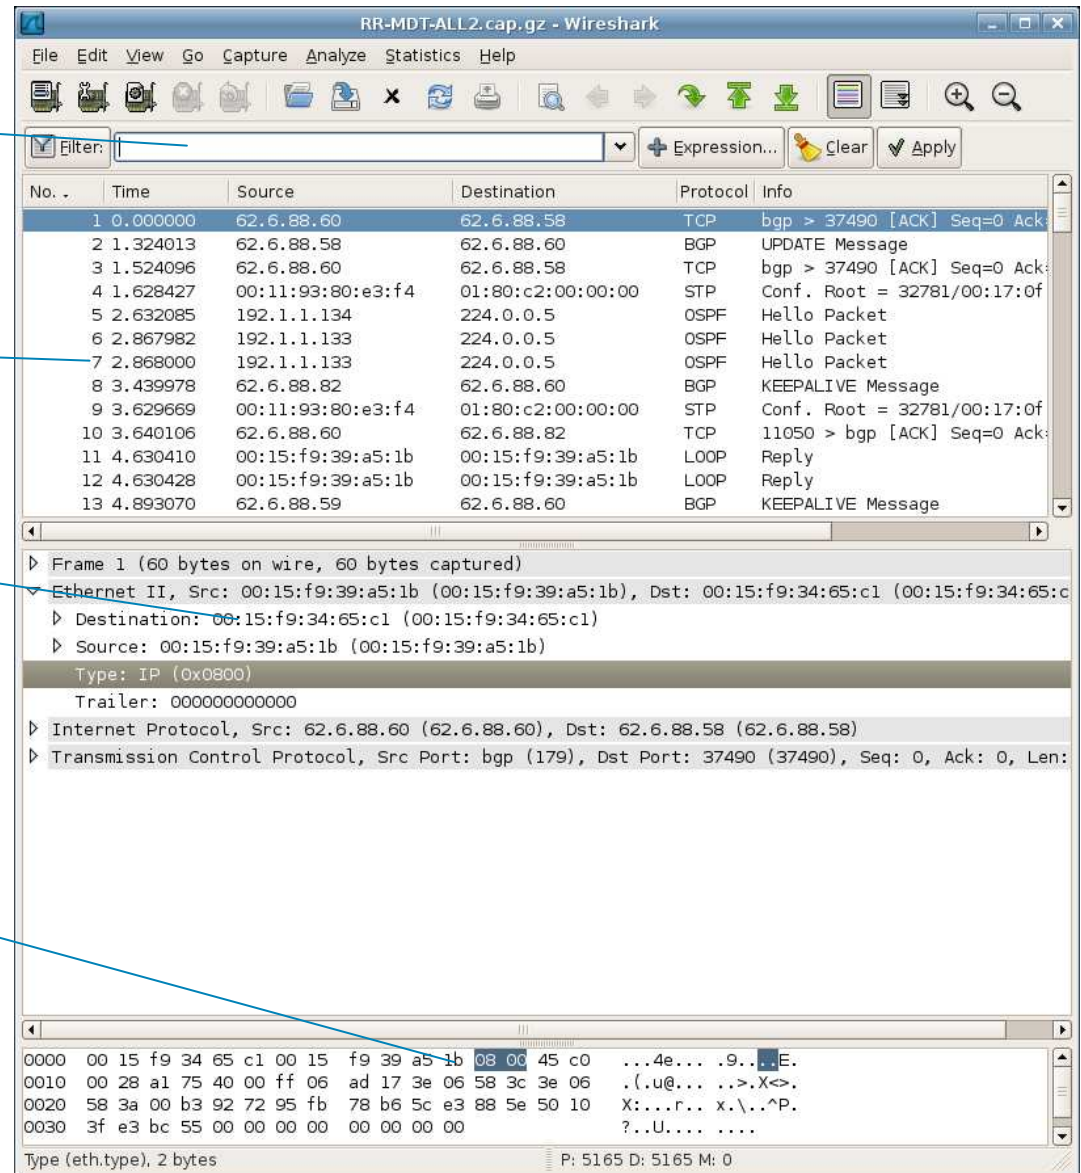 RR-MDT-ALL2.cap.gz - Wireshark
File Edit View Go Capture Analyze Statistics Help
Filter: Expression... Clear Apply
No. . Time Source Destination Protocol Info
1 0.000000 62.6.88.60 62.6.88.58 TCP bgp > 37490 [ACK] Seq=0 Ack=
2 1.324013 62.6.88.58 62.6.88.60 BGP UPDATE Message
3 1.524096 62.6.88.60 62.6.88.58 TCP bgp > 37490 [ACK] Seq=0 Ack=
4 1.628427 00:11:93:80:e3:f4 01:80:c2:00:00:00 STP Conf. Root = 32781/00:17:0f
5 2.632085 192.1.1.134 224.0.0.5 OSPF Hello Packet
6 2.867982 192.1.1.133 224.0.0.5 OSPF Hello Packet
7 2.868000 192.1.1.133 224.0.0.5 OSPF Hello Packet
8 3.439978 62.6.88.82 62.6.88.60 BGP KEEPALIVE Message
9 3.629669 00:11:93:80:e3:f4 01:80:c2:00:00:00 STP Conf. Root = 32781/00:17:0f
10 3.640106 62.6.88.60 62.6.88.82 TCP 11050 > bgp [ACK] Seq=0 Ack=
11 4.630410 00:15:f9:39:a5:1b 00:15:f9:39:a5:1b LOOP Reply
12 4.630428 00:15:f9:39:a5:1b 00:15:f9:39:a5:1b LOOP Reply
13 4.893070 62.6.88.59 62.6.88.60 BGP KEEPALIVE Message
Frame 1 (60 bytes on wire, 60 bytes captured)
Ethernet II, Src: 00:15:f9:39:a5:1b (00:15:f9:39:a5:1b), Dst: 00:15:f9:34:65:c1 (00:15:f9:34:65:c
Destination: 00:15:f9:34:65:c1 (00:15:f9:34:65:c1)
Source: 00:15:f9:39:a5:1b (00:15:f9:39:a5:1b)
Type: IP (0x0800)
Trailer: 000000000000
Internet Protocol, Src: 62.6.88.60 (62.6.88.60), Dst: 62.6.88.58 (62.6.88.58)
Transmission Control Protocol, Src Port: bgp (179), Dst Port: 37490 (37490), Seq: 0, Ack: 0, Len:
0000 00 15 f9 34 65 c1 00 15 f9 39 a5 1b 08 00 45 c0 ...4e... .9....E.
0010 00 28 a1 75 40 00 ff 06 ad 17 3e 06 58 3c 3e 06 .(.u@... ..>.X<>.
0020 58 3a 00 b3 92 72 95 fb 78 b6 5c e3 88 5e 50 10 X:...r.. x.\..^P.
0030 3f e3 bc 55 00 00 00 00 00 00 00 00 ?..U.... ....
Type (eth.type), 2 bytes P: 5165 D: 5165 M: 0